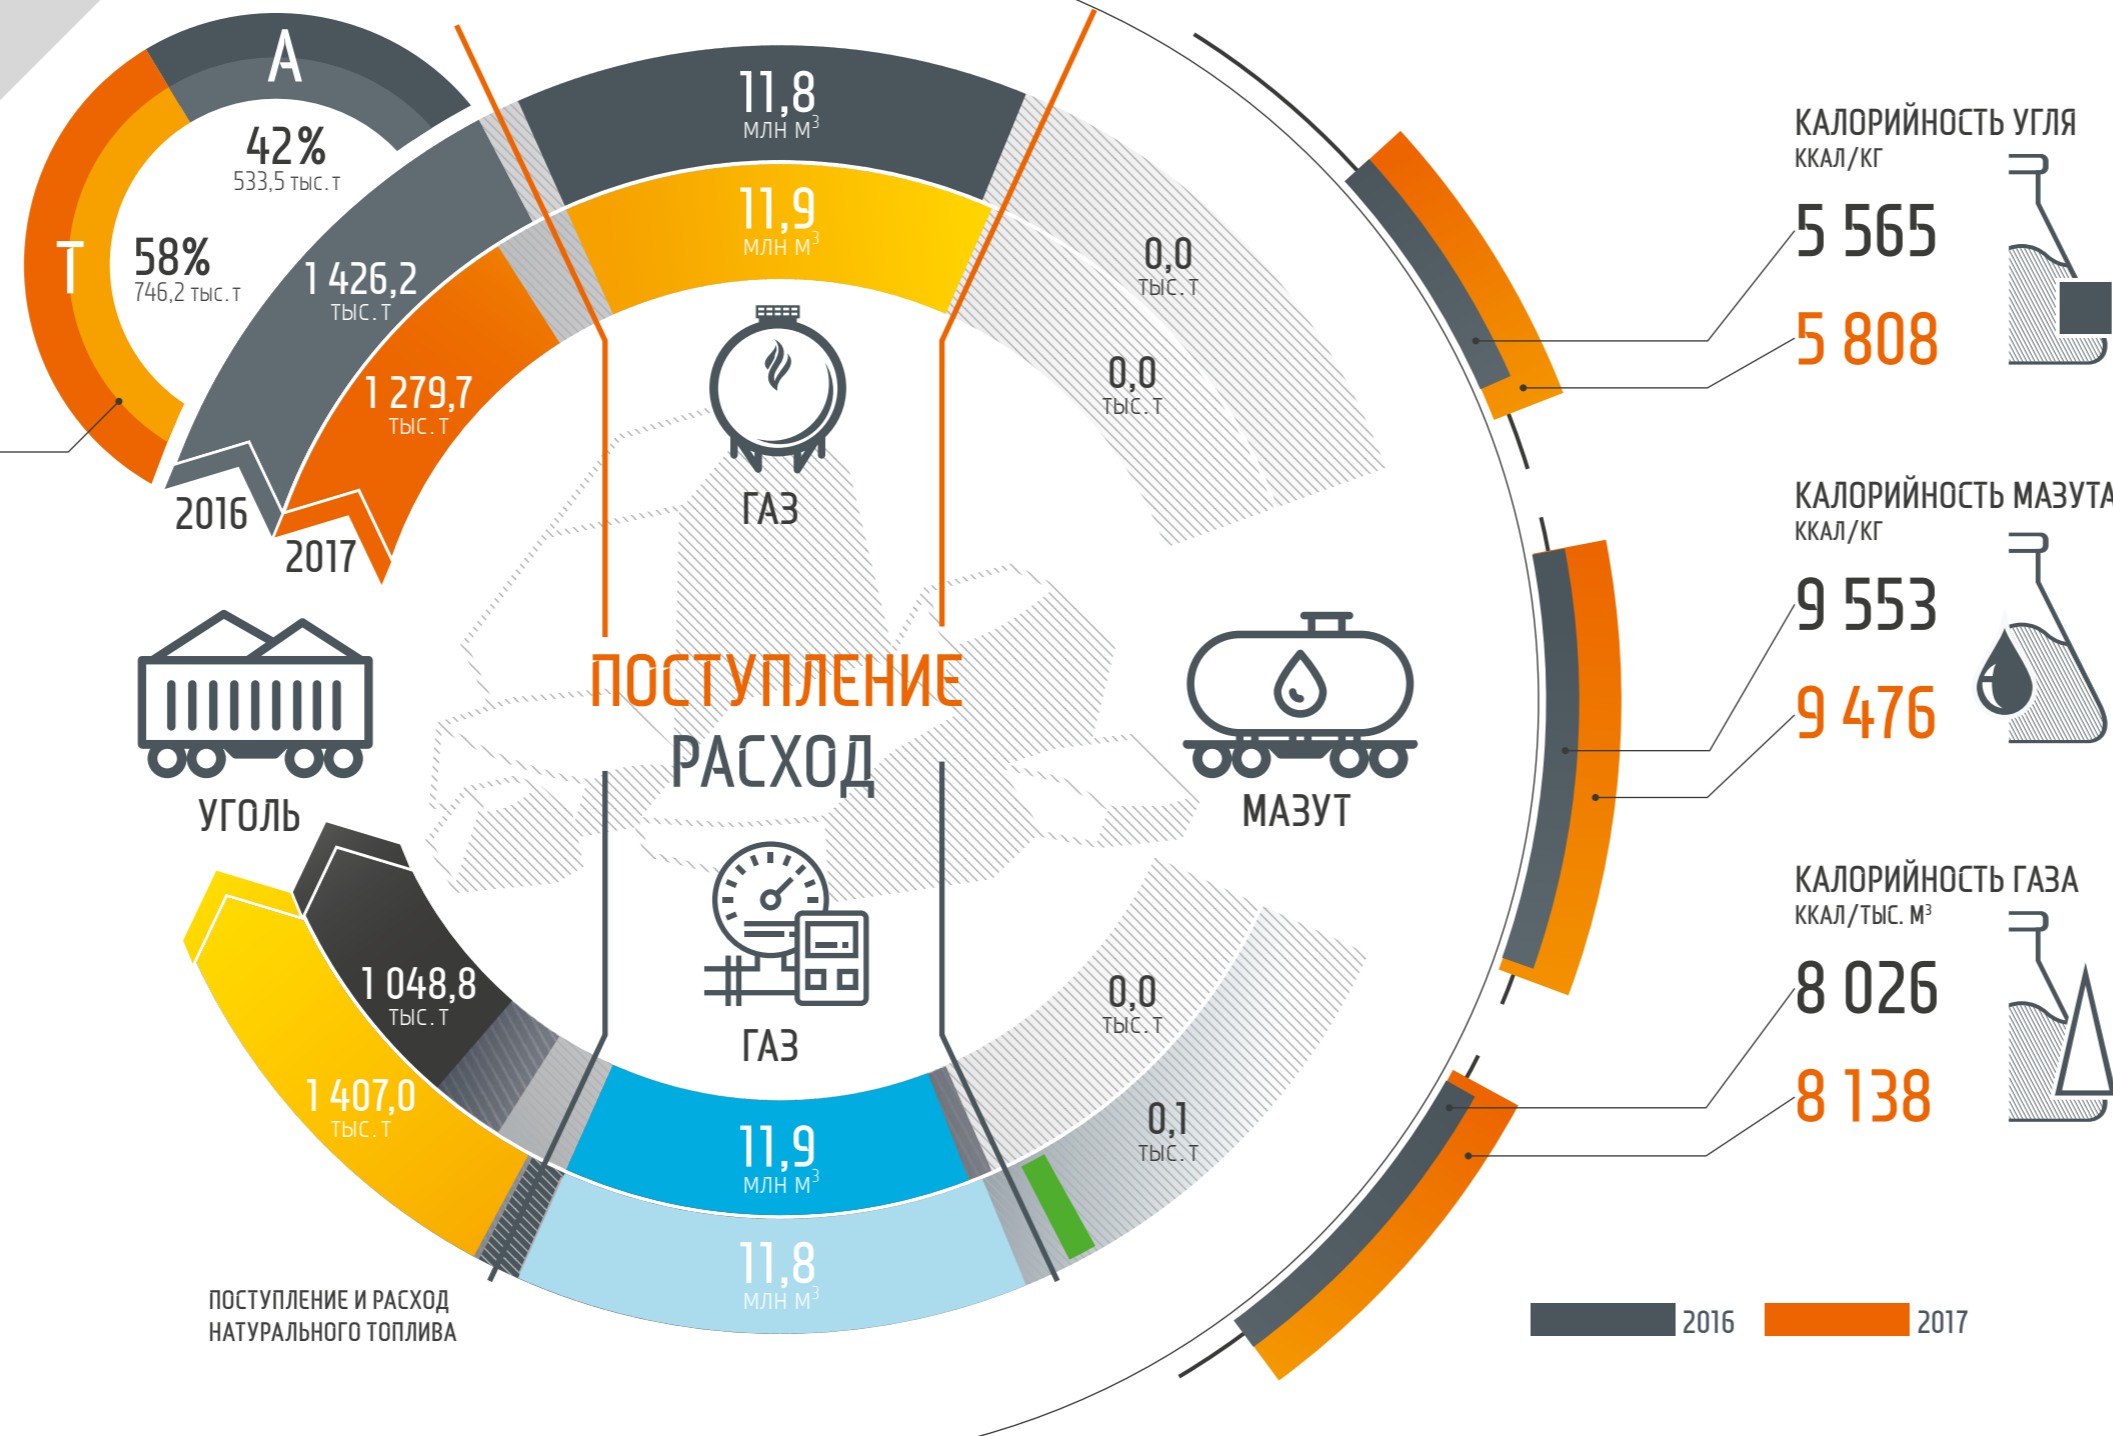 А
42%
533,5 тыс.т
Т
58%
746,2 тыс.т
1 426,2
тыс.т
1 279,7
тыс.т
2016
2017
11,8
млн м³
11,9
млн м³
0,0
тыс.т
0,0
тыс.т
ГАЗ
ПОСТУПЛЕНИЕ
РАСХОД
УГОЛЬ
МАЗУТ
ГАЗ
1 048,8
тыс.т
1 407,0
тыс.т
11,9
млн м³
11,8
млн м³
0,0
тыс.т
0,1
тыс.т
ПОСТУПЛЕНИЕ И РАСХОД
НАТУРАЛЬНОГО ТОПЛИВА
КАЛОРИЙНОСТЬ УГЛЯ
ККАЛ/КГ
5 565
5 808
КАЛОРИЙНОСТЬ МАЗУТА
ККАЛ/КГ
9 553
9 476
КАЛОРИЙНОСТЬ ГАЗА
ККАЛ/ТЫС. М³
8 026
8 138
2016
2017